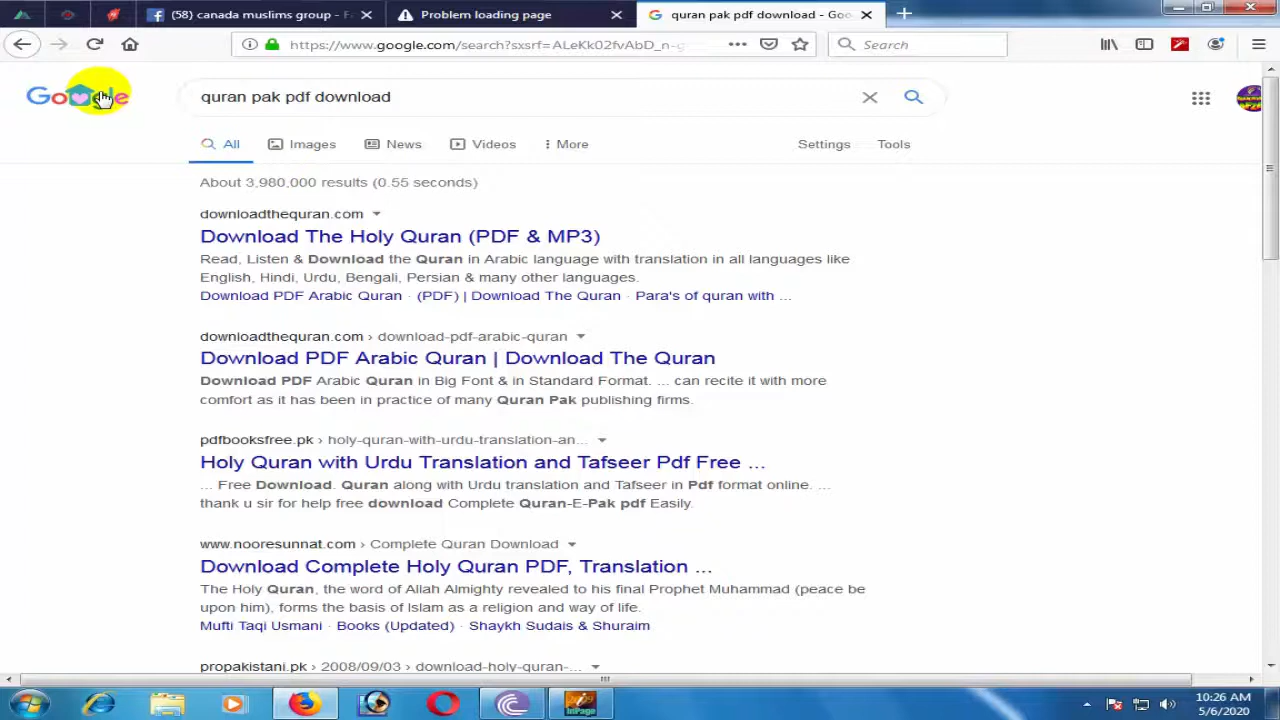 (58) canada muslims group - F
Problem loading page
quran pak pdf download - Goo
https://www.google.com/search?sxsrf=ALeKk02fvAbD_n-g
Search
Google
quran pak pdf download
All
Images
News
Videos
More
Settings
Tools
About 3,980,000 results (0.55 seconds)
downloadthequran.com
Download The Holy Quran (PDF & MP3)
Read, Listen & Download the Quran in Arabic language with translation in all languages like
English, Hindi, Urdu, Bengali, Persian & many other languages.
Download PDF Arabic Quran · (PDF) | Download The Quran · Para's of quran with ...
downloadthequran.com › download-pdf-arabic-quran
Download PDF Arabic Quran | Download The Quran
Download PDF Arabic Quran in Big Font & in Standard Format. ... can recite it with more
comfort as it has been in practice of many Quran Pak publishing firms.
pdfbooksfree.pk › holy-quran-with-urdu-translation-an...
Holy Quran with Urdu Translation and Tafseer Pdf Free ...
... Free Download. Quran along with Urdu translation and Tafseer in Pdf format online. ...
thank u sir for help free download Complete Quran-E-Pak pdf Easily.
www.nooresunnat.com › Complete Quran Download
Download Complete Holy Quran PDF, Translation ...
The Holy Quran, the word of Allah Almighty revealed to his final Prophet Muhammad (peace be
upon him), forms the basis of Islam as a religion and way of life.
Mufti Taqi Usmani · Books (Updated) · Shaykh Sudais & Shuraim
propakistani.pk › 2008/09/03 › download-holy-quran-...
InPage
10:26 AM
5/6/2020